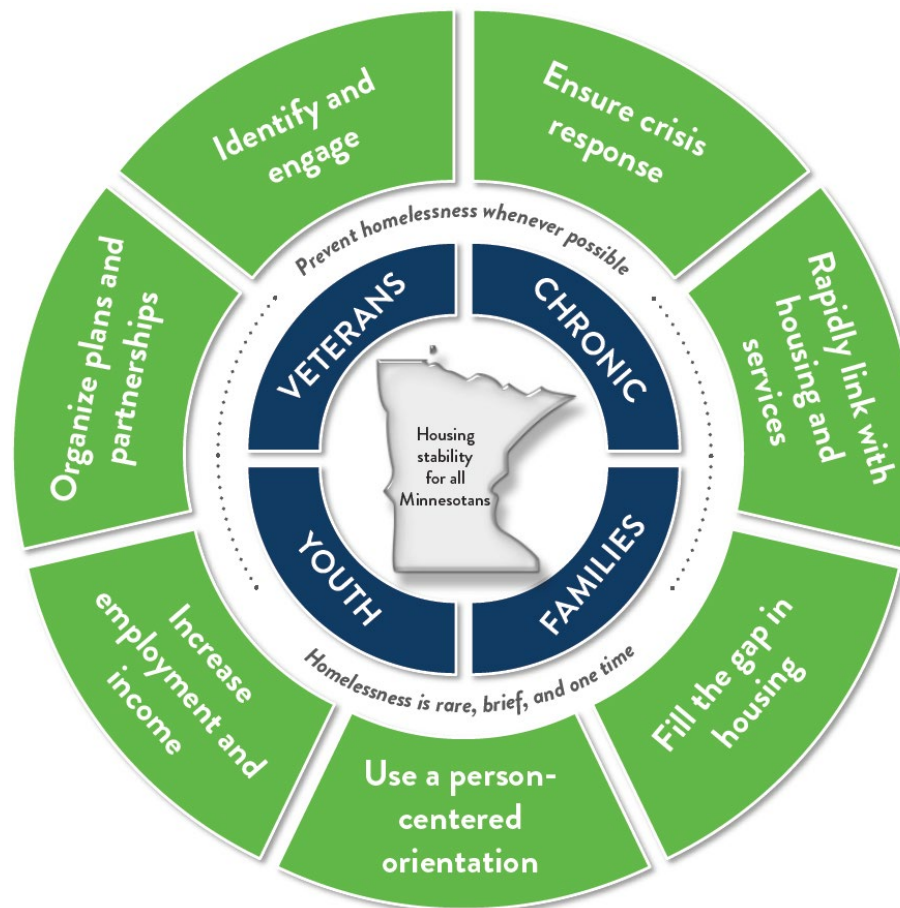 Identify and
engage
Ensure crisis
response
Rapidly link with
housing and
services
Fill the gap in
housing
Use a person-
centered
orientation
Increase
employment and
income
Organize plans and
partnerships
Prevent homelessness whenever possible
VETERANS
CHRONIC
FAMILIES
YOUTH
Homelessness is rare, brief, and one time
Housing
stability
for all
Minnesotans